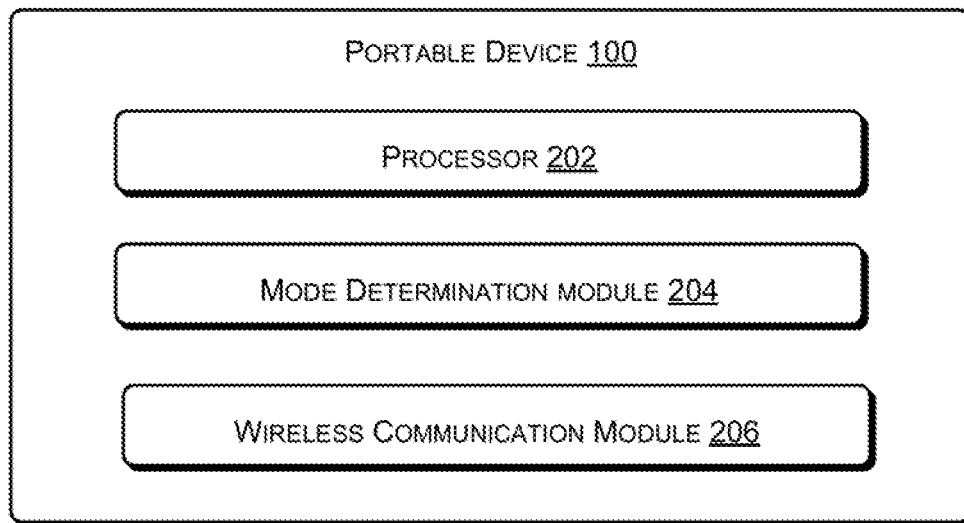 PORTABLE DEVICE 100
PROCESSOR 202
MODE DETERMINATION MODULE 204
WIRELESS COMMUNICATION MODULE 206